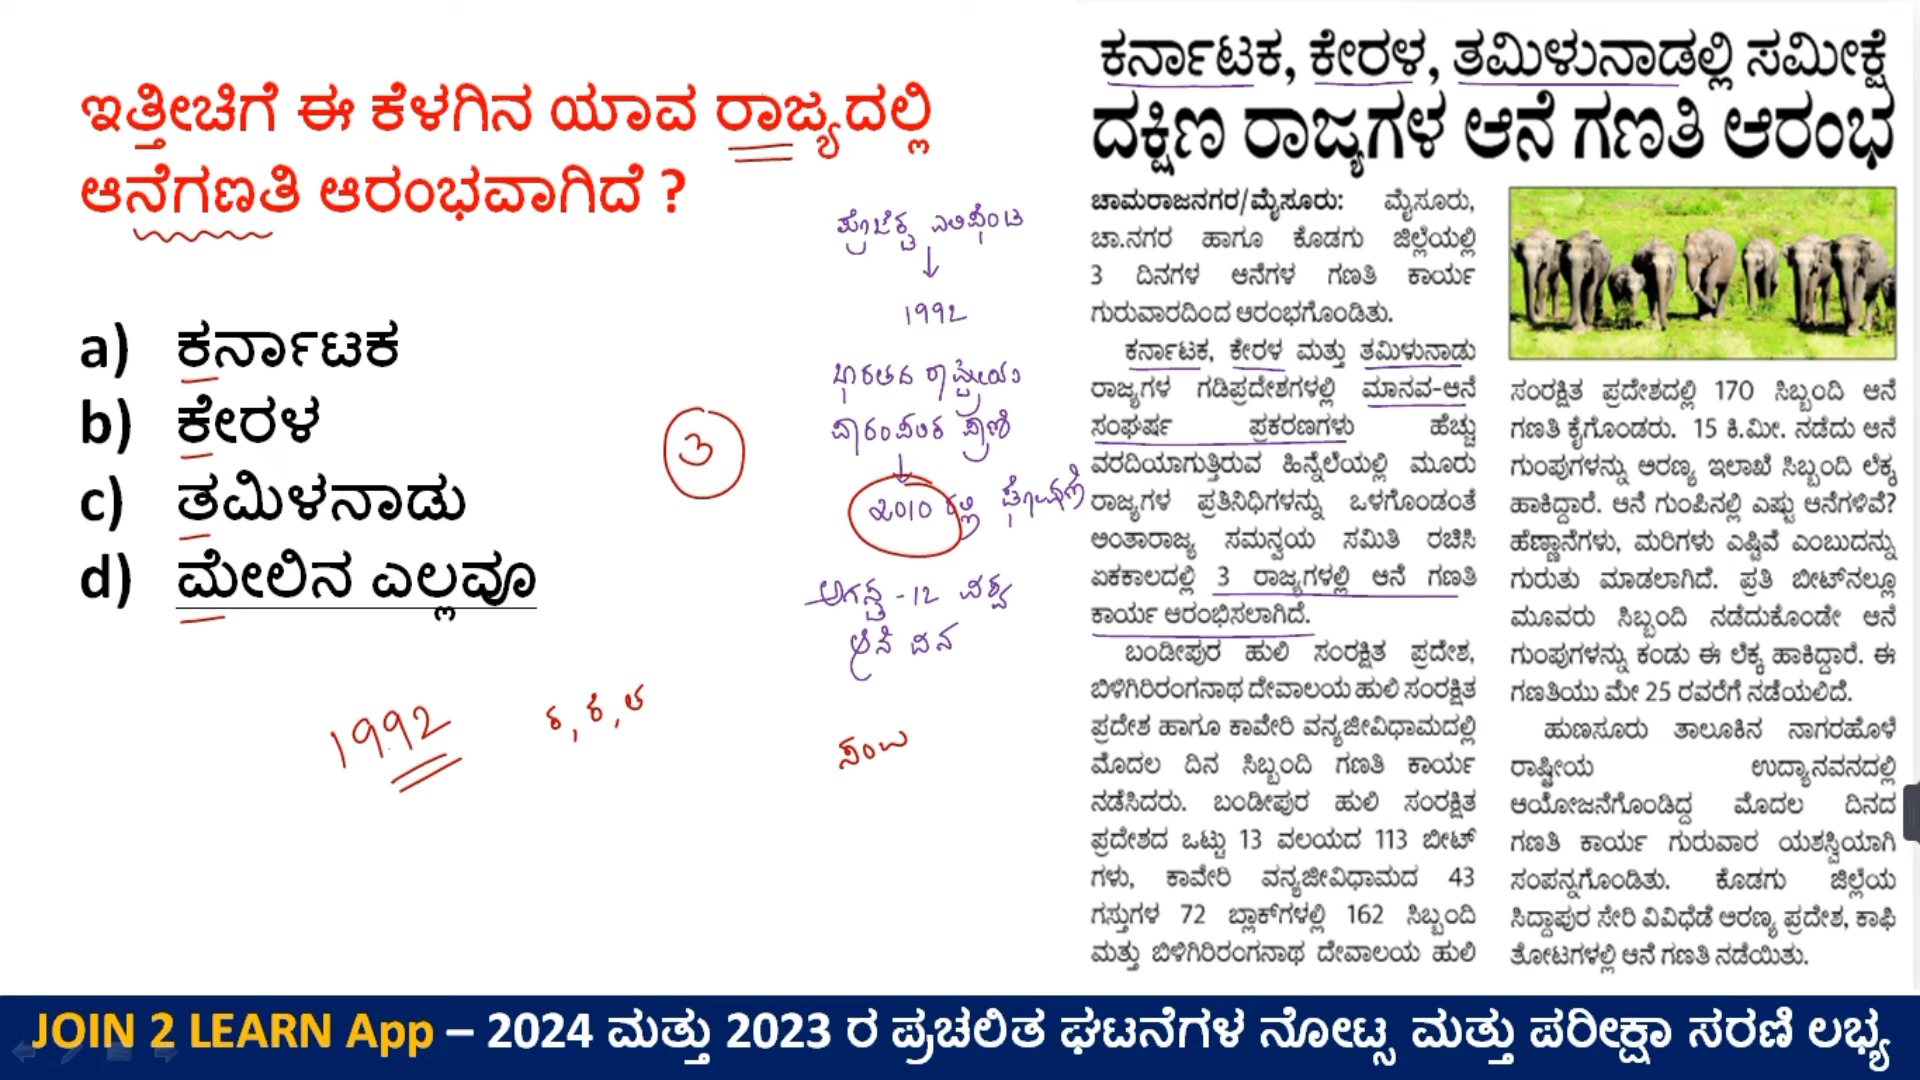 ಇತ್ತೀಚಿಗೆ ಈ ಕೆಳಗಿನ ಯಾವ ರಾಜ್ಯದಲ್ಲಿ
ಆನೆಗಣತಿ ಆರಂಭವಾಗಿದೆ ?
a) ಕರ್ನಾಟಕ
b) ಕೇರಳ
c) ತಮಿಳನಾಡು
d) ಮೇಲಿನ ಎಲ್ಲವೂ
1992
ಕ, ಕೆ, ತ
3
ಪ್ರೊಜೆಕ್ಟ ಎಲಿಫೆಂಟ
1992
ಭಾರತದ ರಾಷ್ಟ್ರೀಯ
ಪಾರಂಪರಿಕ ಪ್ರಾಣಿ
2010 ರಲ್ಲಿ ಘೋಷಣೆ
ಅಗಸ್ಟ -12 ವಿಶ್ವ
ಆನೆ ದಿನ
ಕರ್ನಾಟಕ, ಕೇರಳ, ತಮಿಳುನಾಡಲ್ಲಿ ಸಮೀಕ್ಷೆ
ದಕ್ಷಿಣ ರಾಜ್ಯಗಳ ಆನೆ ಗಣತಿ ಆರಂಭ
ಚಾಮರಾಜನಗರ/ಮೈಸೂರು: ಮೈಸೂರು,
ಚಾ.ನಗರ ಹಾಗೂ ಕೊಡಗು ಜಿಲ್ಲೆಯಲ್ಲಿ
3 ದಿನಗಳ ಆನೆಗಳ ಗಣತಿ ಕಾರ್ಯ
ಗುರುವಾರದಿಂದ ಆರಂಭಗೊಂಡಿತು.
ಕರ್ನಾಟಕ, ಕೇರಳ ಮತ್ತು ತಮಿಳುನಾಡು
ರಾಜ್ಯಗಳ ಗಡಿಪ್ರದೇಶಗಳಲ್ಲಿ ಮಾನವ-ಆನೆ
ಸಂಘರ್ಷ ಪ್ರಕರಣಗಳು ಹೆಚ್ಚು
ವರದಿಯಾಗುತ್ತಿರುವ ಹಿನ್ನೆಲೆಯಲ್ಲಿ ಮೂರು
ರಾಜ್ಯಗಳ ಪ್ರತಿನಿಧಿಗಳನ್ನು ಒಳಗೊಂಡಂತೆ
ಅಂತಾರಾಜ್ಯ ಸಮನ್ವಯ ಸಮಿತಿ ರಚಿಸಿ
ಏಕಕಾಲದಲ್ಲಿ 3 ರಾಜ್ಯಗಳಲ್ಲಿ ಆನೆ ಗಣತಿ
ಕಾರ್ಯ ಆರಂಭಿಸಲಾಗಿದೆ.
ಬಂಡೀಪುರ ಹುಲಿ ಸಂರಕ್ಷಿತ ಪ್ರದೇಶ,
ಬಿಳಿಗಿರಿರಂಗನಾಥ ದೇವಾಲಯ ಹುಲಿ ಸಂರಕ್ಷಿತ
ಪ್ರದೇಶ ಹಾಗೂ ಕಾವೇರಿ ವನ್ಯಜೀವಿಧಾಮದಲ್ಲಿ
ಮೊದಲ ದಿನ ಸಿಬ್ಬಂದಿ ಗಣತಿ ಕಾರ್ಯ
ನಡೆಸಿದರು. ಬಂಡೀಪುರ ಹುಲಿ ಸಂರಕ್ಷಿತ
ಪ್ರದೇಶದ ಒಟ್ಟು 13 ವಲಯದ 113 ಬೀಟ್
ಗಳು, ಕಾವೇರಿ ವನ್ಯಜೀವಿಧಾಮದ 43
ಗಸ್ತುಗಳ 72 ಬ್ಲಾಕ್‌ಗಳಲ್ಲಿ 162 ಸಿಬ್ಬಂದಿ
ಮತ್ತು ಬಿಳಿಗಿರಿರಂಗನಾಥ ದೇವಾಲಯ ಹುಲಿ
ಸಂರಕ್ಷಿತ ಪ್ರದೇಶದಲ್ಲಿ 170 ಸಿಬ್ಬಂದಿ ಆನೆ
ಗಣತಿ ಕೈಗೊಂಡರು. 15 ಕಿ.ಮೀ. ನಡೆದು ಆನೆ
ಗುಂಪುಗಳನ್ನು ಅರಣ್ಯ ಇಲಾಖೆ ಸಿಬ್ಬಂದಿ ಲೆಕ್ಕ
ಹಾಕಿದ್ದಾರೆ. ಆನೆ ಗುಂಪಿನಲ್ಲಿ ಎಷ್ಟು ಆನೆಗಳಿವೆ?
ಹೆಣ್ಣಾನೆಗಳು, ಮರಿಗಳು ಎಷ್ಟಿವೆ ಎಂಬುದನ್ನು
ಗುರುತು ಮಾಡಲಾಗಿದೆ. ಪ್ರತಿ ಬೀಟ್‌ನಲ್ಲೂ
ಮೂವರು ಸಿಬ್ಬಂದಿ ನಡೆದುಕೊಂಡೇ ಆನೆ
ಗುಂಪುಗಳನ್ನು ಕಂಡು ಈ ಲೆಕ್ಕ ಹಾಕಿದ್ದಾರೆ. ಈ
ಗಣತಿಯು ಮೇ 25 ರವರೆಗೆ ನಡೆಯಲಿದೆ.
ಹುಣಸೂರು ತಾಲೂಕಿನ ನಾಗರಹೊಳೆ
ರಾಷ್ಟ್ರೀಯ ಉದ್ಯಾನವನದಲ್ಲಿ
ಆಯೋಜನೆಗೊಂಡಿದ್ದ ಮೊದಲ ದಿನದ
ಗಣತಿ ಕಾರ್ಯ ಗುರುವಾರ ಯಶಸ್ವಿಯಾಗಿ
ಸಂಪನ್ನಗೊಂಡಿತು. ಕೊಡಗು ಜಿಲ್ಲೆಯ
ಸಿದ್ದಾಪುರ ಸೇರಿ ವಿವಿಧೆಡೆ ಅರಣ್ಯ ಪ್ರದೇಶ, ಕಾಫಿ
ತೋಟಗಳಲ್ಲಿ ಆನೆ ಗಣತಿ ನಡೆಯಿತು.
JOIN 2 LEARN App – 2024 ಮತ್ತು 2023 ರ ಪ್ರಚಲಿತ ಘಟನೆಗಳ ನೋಟ್ಸ ಮತ್ತು ಪರೀಕ್ಷಾ ಸರಣಿ ಲಭ್ಯ